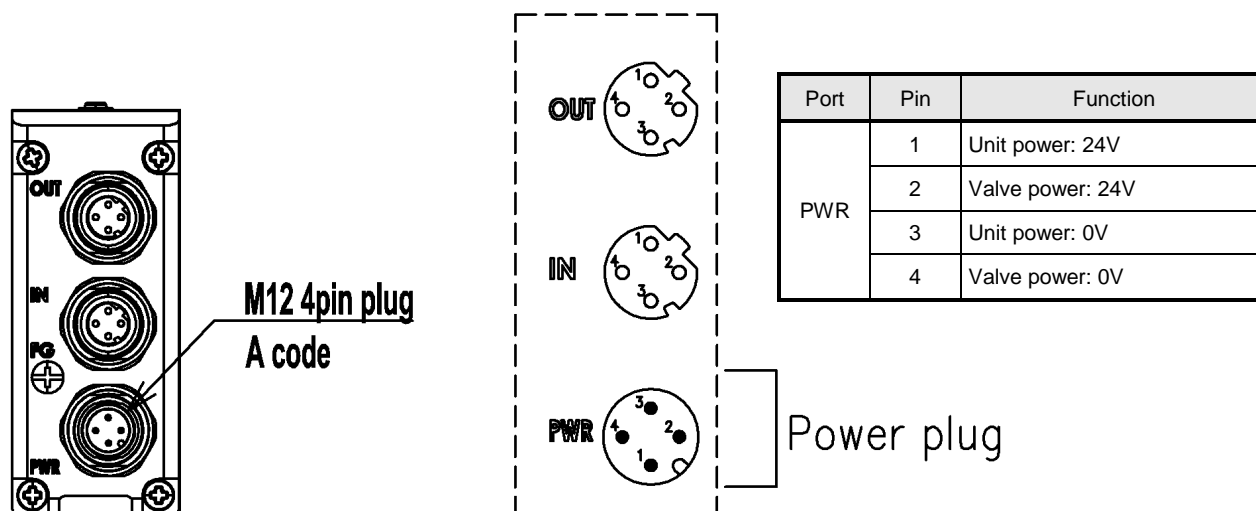 OUT
IN
FG
PWR
M12 4pin plug
A code
OUT
1
2
3
4
IN
1
2
3
4
PWR
3
4
2
1
Power plug
Port Pin Function
PWR
1 Unit power: 24V
2 Valve power: 24V
3 Unit power: 0V
4 Valve power: 0V